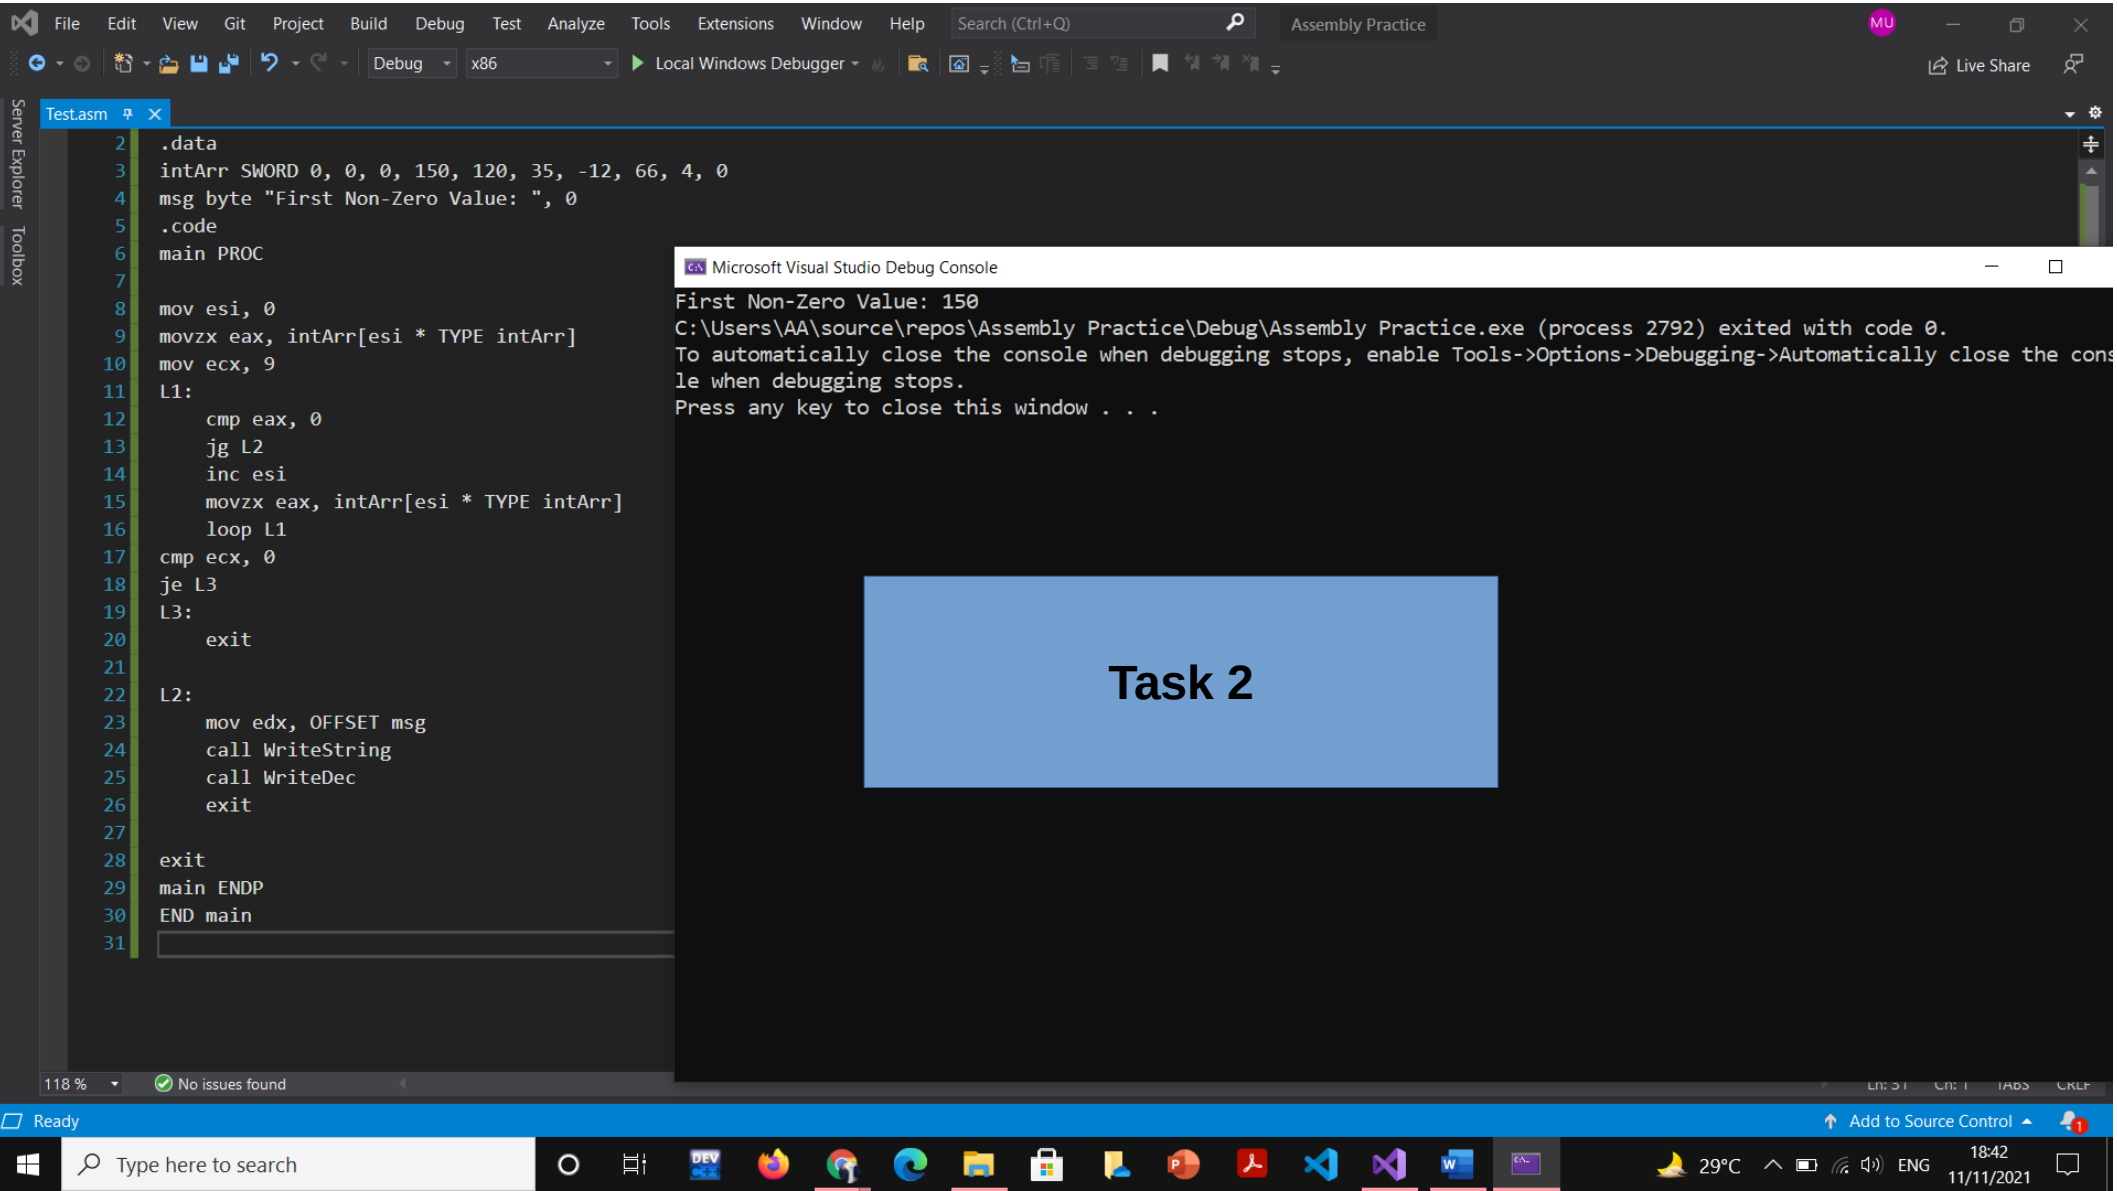 File Edit View Git Project Build Debug Test Analyze Tools Extensions Window Help Search (Ctrl+Q) Assembly Practice MU
Debug x86 Local Windows Debugger Live Share
Server Explorer
Toolbox
Test.asm
2 .data
3 intArr SWORD 0, 0, 0, 150, 120, 35, -12, 66, 4, 0
4 msg byte "First Non-Zero Value: ", 0
5 .code
6 main PROC
7
8 mov esi, 0
9 movzx eax, intArr[esi * TYPE intArr]
10 mov ecx, 9
11 L1:
12 cmp eax, 0
13 jg L2
14 inc esi
15 movzx eax, intArr[esi * TYPE intArr]
16 loop L1
17 cmp ecx, 0
18 je L3
19 L3:
20 exit
21
22 L2:
23 mov edx, OFFSET msg
24 call WriteString
25 call WriteDec
26 exit
27
28 exit
29 main ENDP
30 END main
31
Microsoft Visual Studio Debug Console
First Non-Zero Value: 150
C:\Users\AA\source\repos\Assembly Practice\Debug\Assembly Practice.exe (process 2792) exited with code 0.
To automatically close the console when debugging stops, enable Tools->Options->Debugging->Automatically close the cons
le when debugging stops.
Press any key to close this window . . .
Task 2
118 % No issues found Ln: 31 Ch: 1 TABS CRLF
Ready Add to Source Control 1
Type here to search DEV C++ 29°C ENG 18:42
11/11/2021